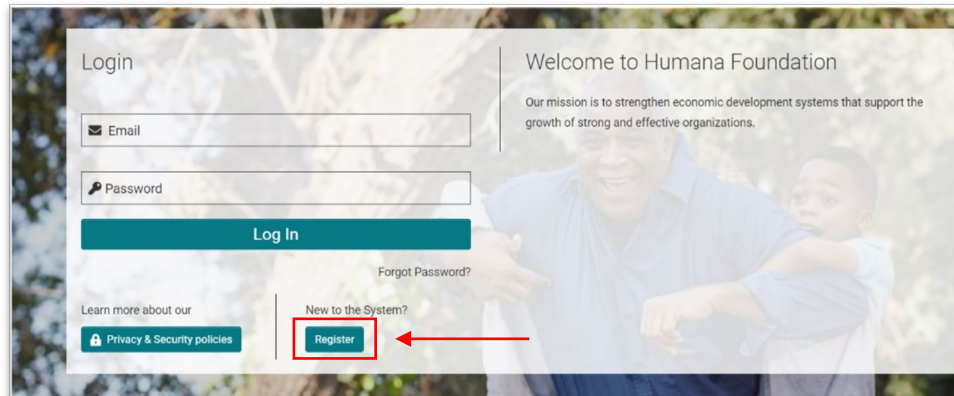 Login
Email
Password
Log In
Forgot Password?
Learn more about our
Privacy & Security policies
New to the System?
Register
Welcome to Humana Foundation
Our mission is to strengthen economic development systems that support the
growth of strong and effective organizations.